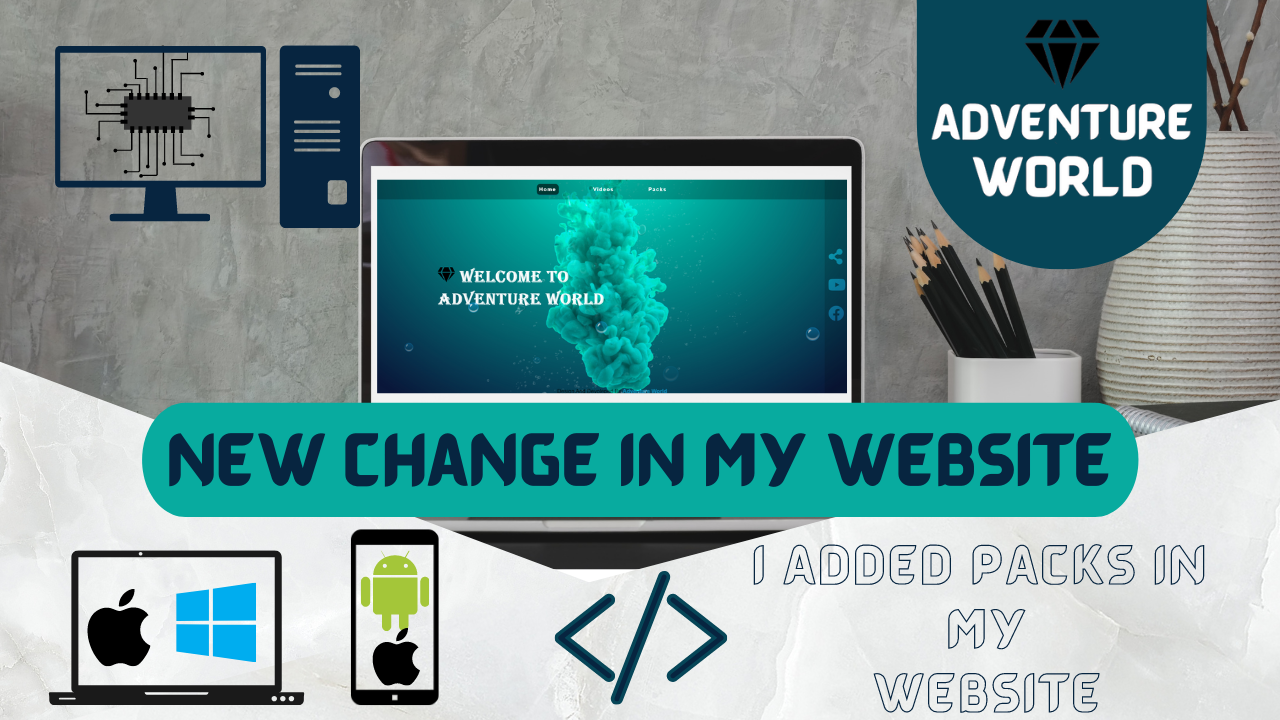 ADVENTURE
WORLD
Home Videos Packs
WELCOME TO
ADVENTURE WORLD
NEW CHANGE IN MY WEBSITE
I ADDED PACKS IN
MY
WEBSITE